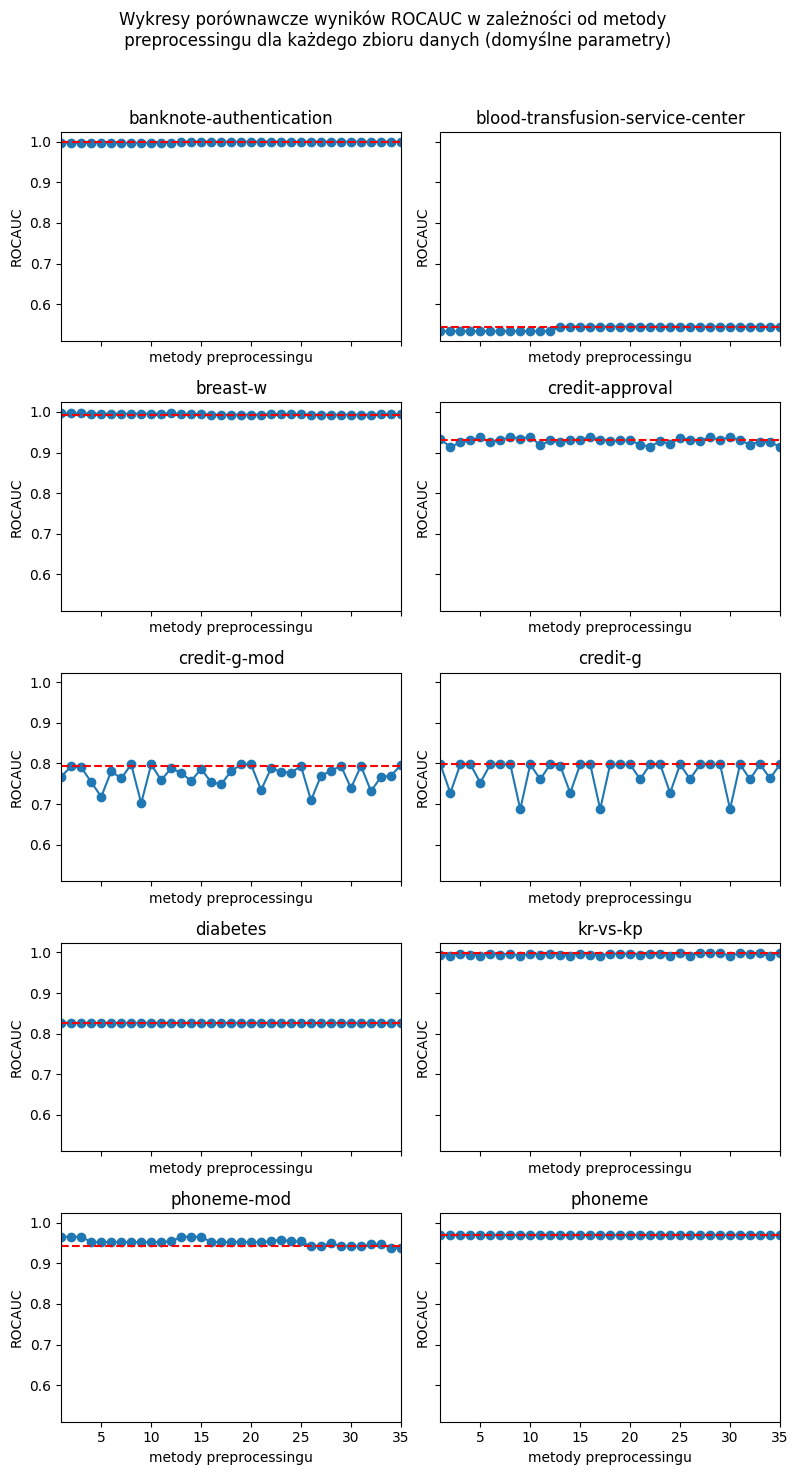 Wykresy porównawcze wyników ROCAUC w zależności od metody
preprocessingu dla każdego zbioru danych (domyślne parametry)
banknote-authentication
1.0
0.9
0.8
0.7
0.6
ROCAUC
metody preprocessingu
blood-transfusion-service-center
ROCAUC
metody preprocessingu
breast-w
1.0
0.9
0.8
0.7
0.6
ROCAUC
metody preprocessingu
credit-approval
ROCAUC
metody preprocessingu
credit-g-mod
1.0
0.9
0.8
0.7
0.6
ROCAUC
metody preprocessingu
credit-g
ROCAUC
metody preprocessingu
diabetes
1.0
0.9
0.8
0.7
0.6
ROCAUC
metody preprocessingu
kr-vs-kp
ROCAUC
metody preprocessingu
phoneme-mod
1.0
0.9
0.8
0.7
0.6
ROCAUC
5 10 15 20 25 30 35
metody preprocessingu
phoneme
ROCAUC
5 10 15 20 25 30 35
metody preprocessingu